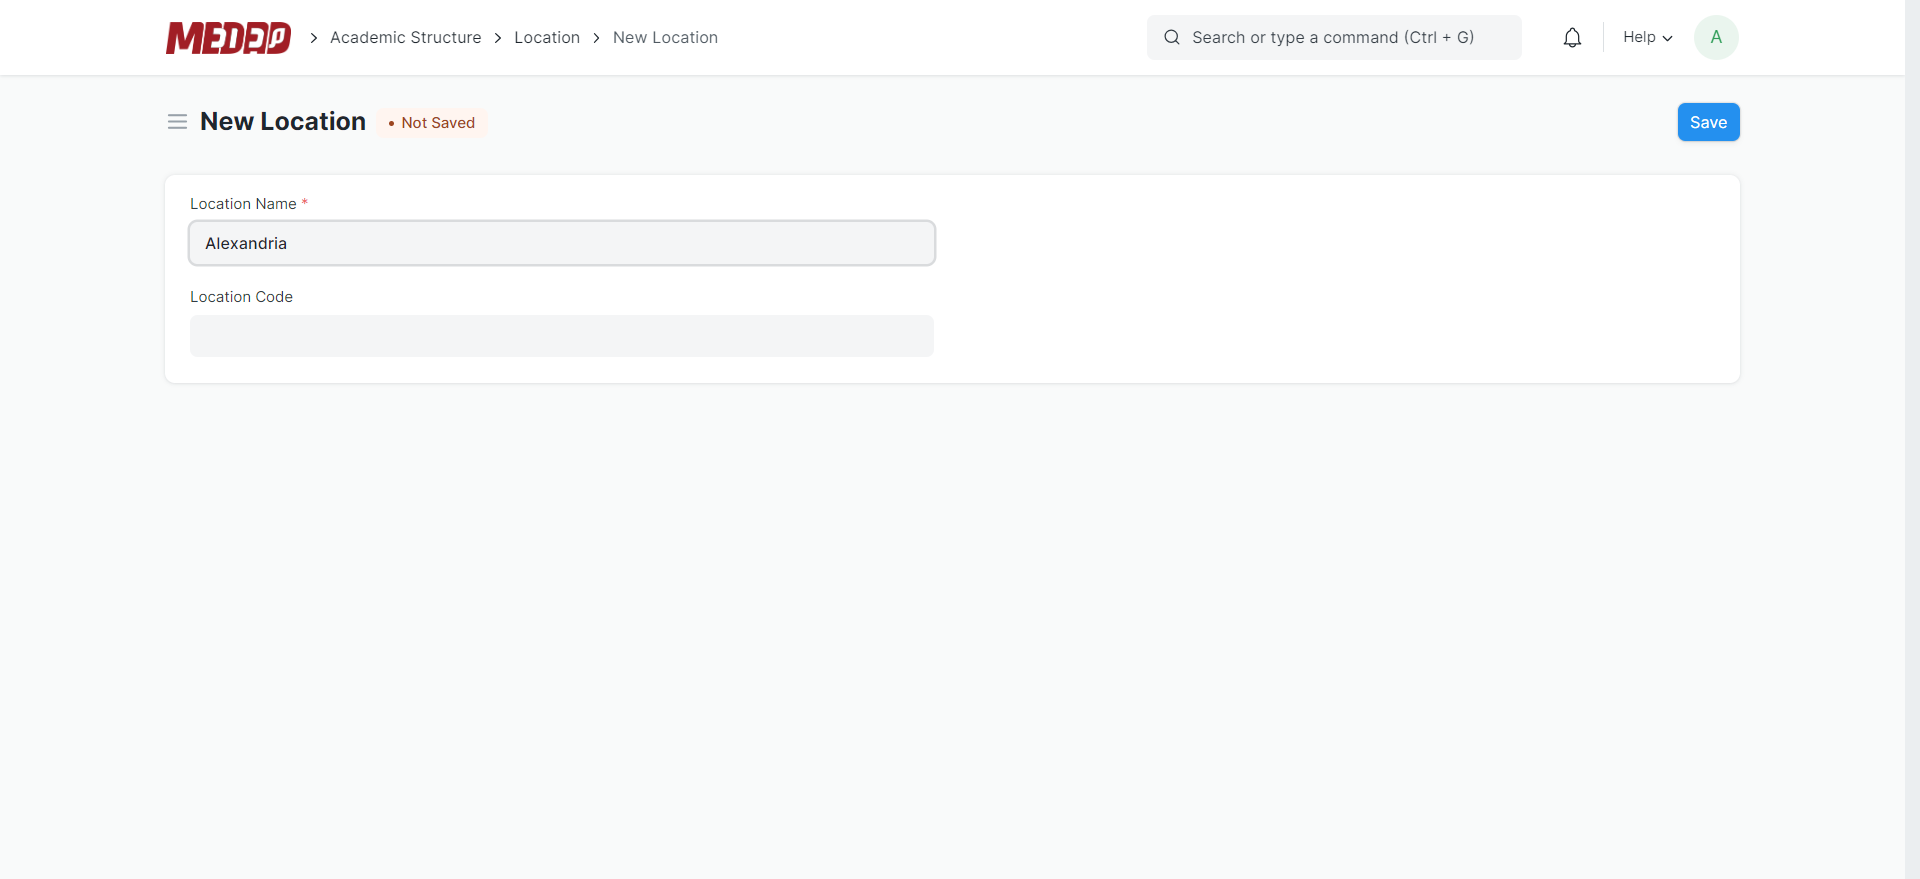 Academic Structure Location New Location
Search or type a command (Ctrl + G)
Help
A
New Location
• Not Saved
Save
Location Name *
Alexandria
Location Code